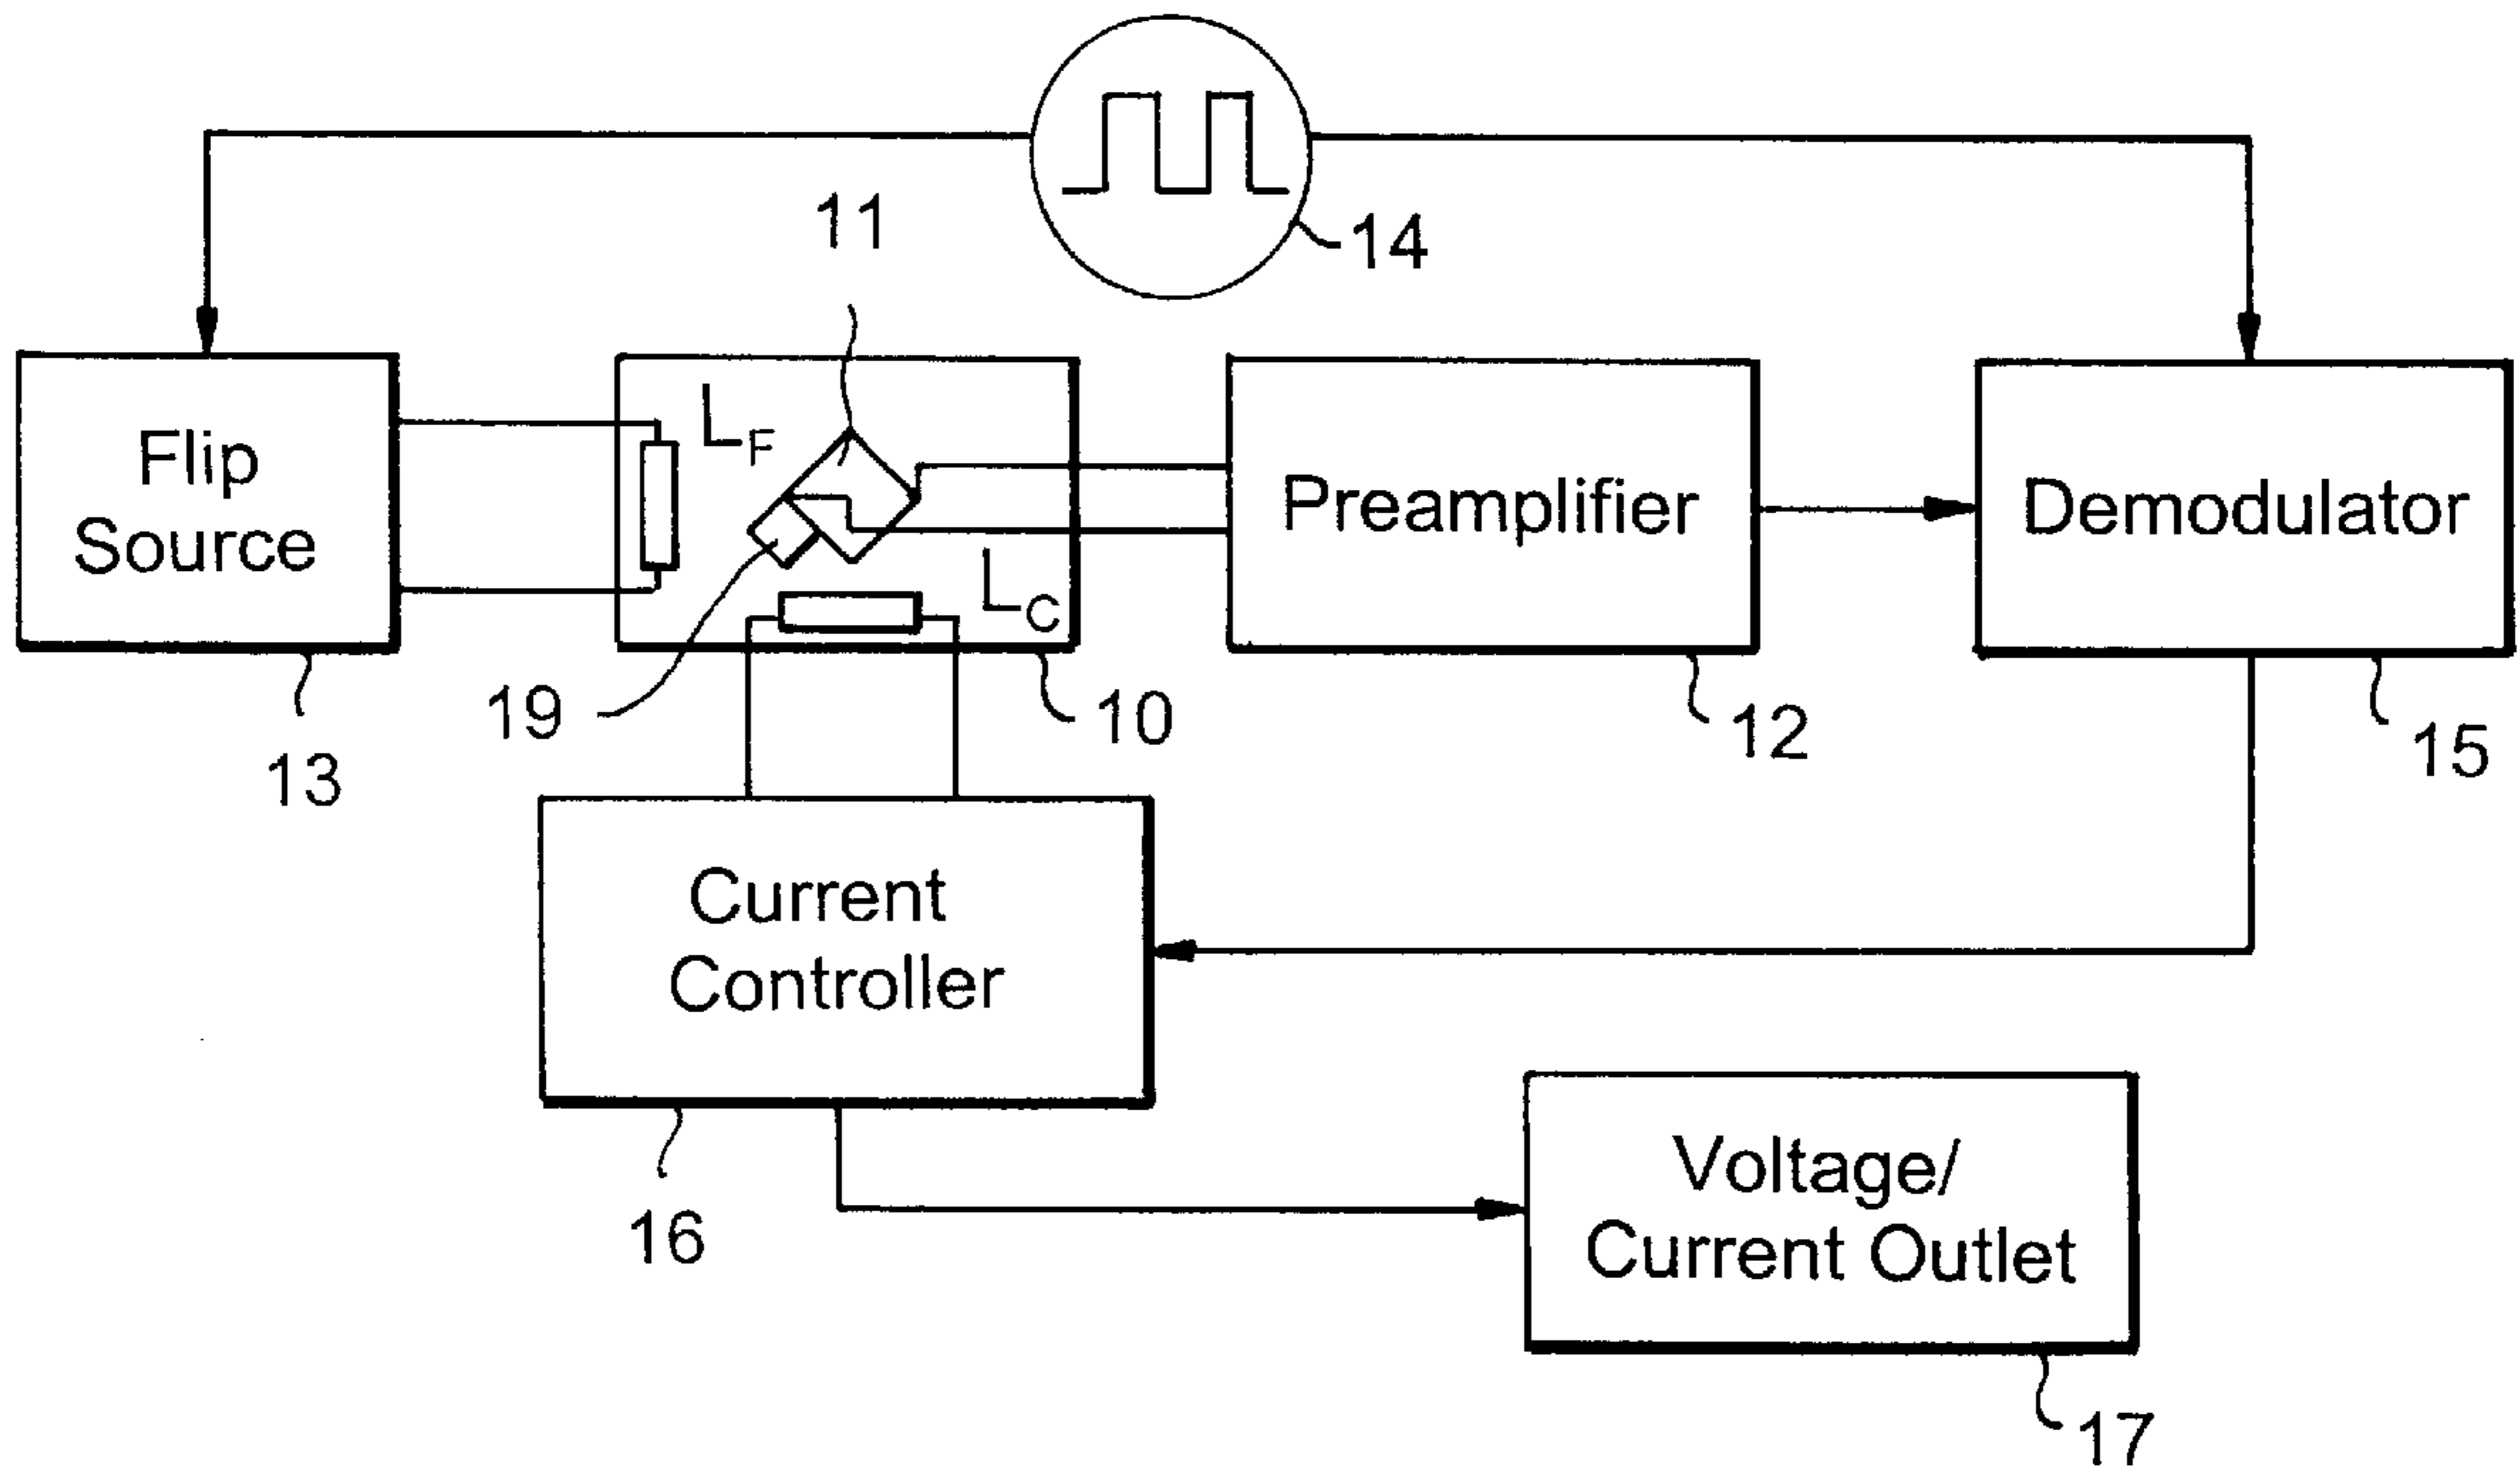 11
14
Flip
Source
L_F
Preamplifier
Demodulator
L_C
19
10
12
15
13
Current
Controller
16
Voltage/
Current Outlet
17